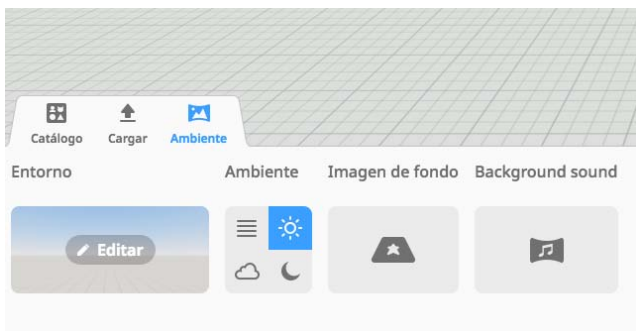 Catálogo Cargar Ambiente
Entorno Ambiente Imagen de fondo Background sound
Editar